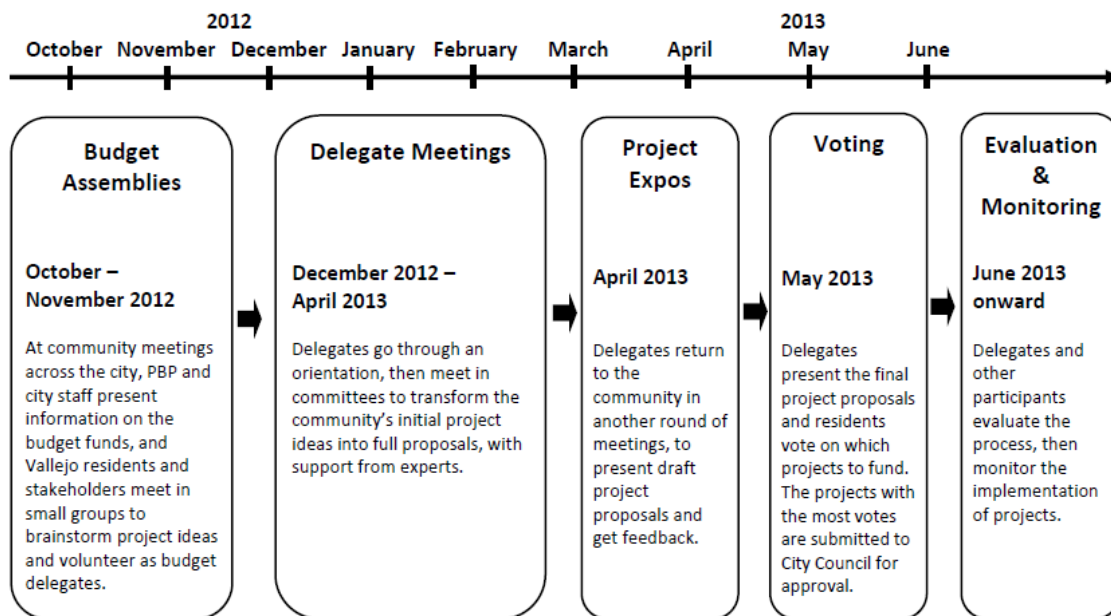 2012
2013
October November December January February March April May June
Budget
Assemblies
October –
November 2012
At community meetings
across the city, PBP and
city staff present
information on the
budget funds, and
Vallejo residents and
stakeholders meet in
small groups to
brainstorm project ideas
and volunteer as budget
delegates.
Delegate Meetings
December 2012 –
April 2013
Delegates go through an
orientation, then meet in
committees to transform the
community’s initial project
ideas into full proposals, with
support from experts.
Project
Expos
April 2013
Delegates return
to the
community in
another round of
meetings, to
present draft
project
proposals and
get feedback.
Voting
May 2013
Delegates
present the final
project proposals
and residents
vote on which
projects to fund.
The projects with
the most votes
are submitted to
City Council for
approval.
Evaluation
&
Monitoring
June 2013
onward
Delegates and
other
participants
evaluate the
process, then
monitor the
implementation
of projects.